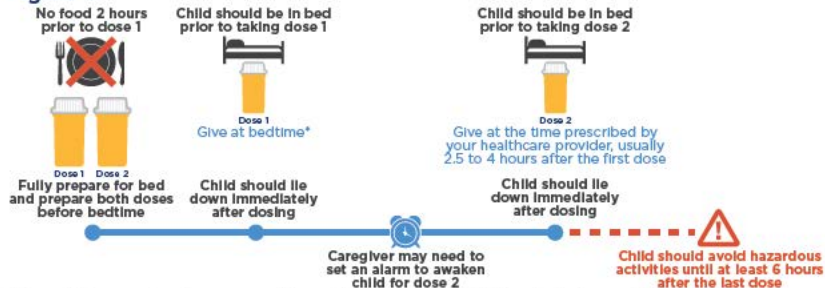 No food 2 hours
prior to dose 1
Dose 1 Dose 2
Fully prepare for bed
and prepare both doses
before bedtime
Child should be in bed
prior to taking dose 1
Dose 1
Give at bedtime*
Child should lie
down immediately
after dosing
Caregiver may need to
set an alarm to awaken
child for dose 2
Child should be in bed
prior to taking dose 2
Dose 2
Give at the time prescribed by
your healthcare provider, usually
2.5 to 4 hours after the first dose
Child should lie
down immediately
after dosing
Child should avoid hazardous
activities until at least 6 hours
after the last dose